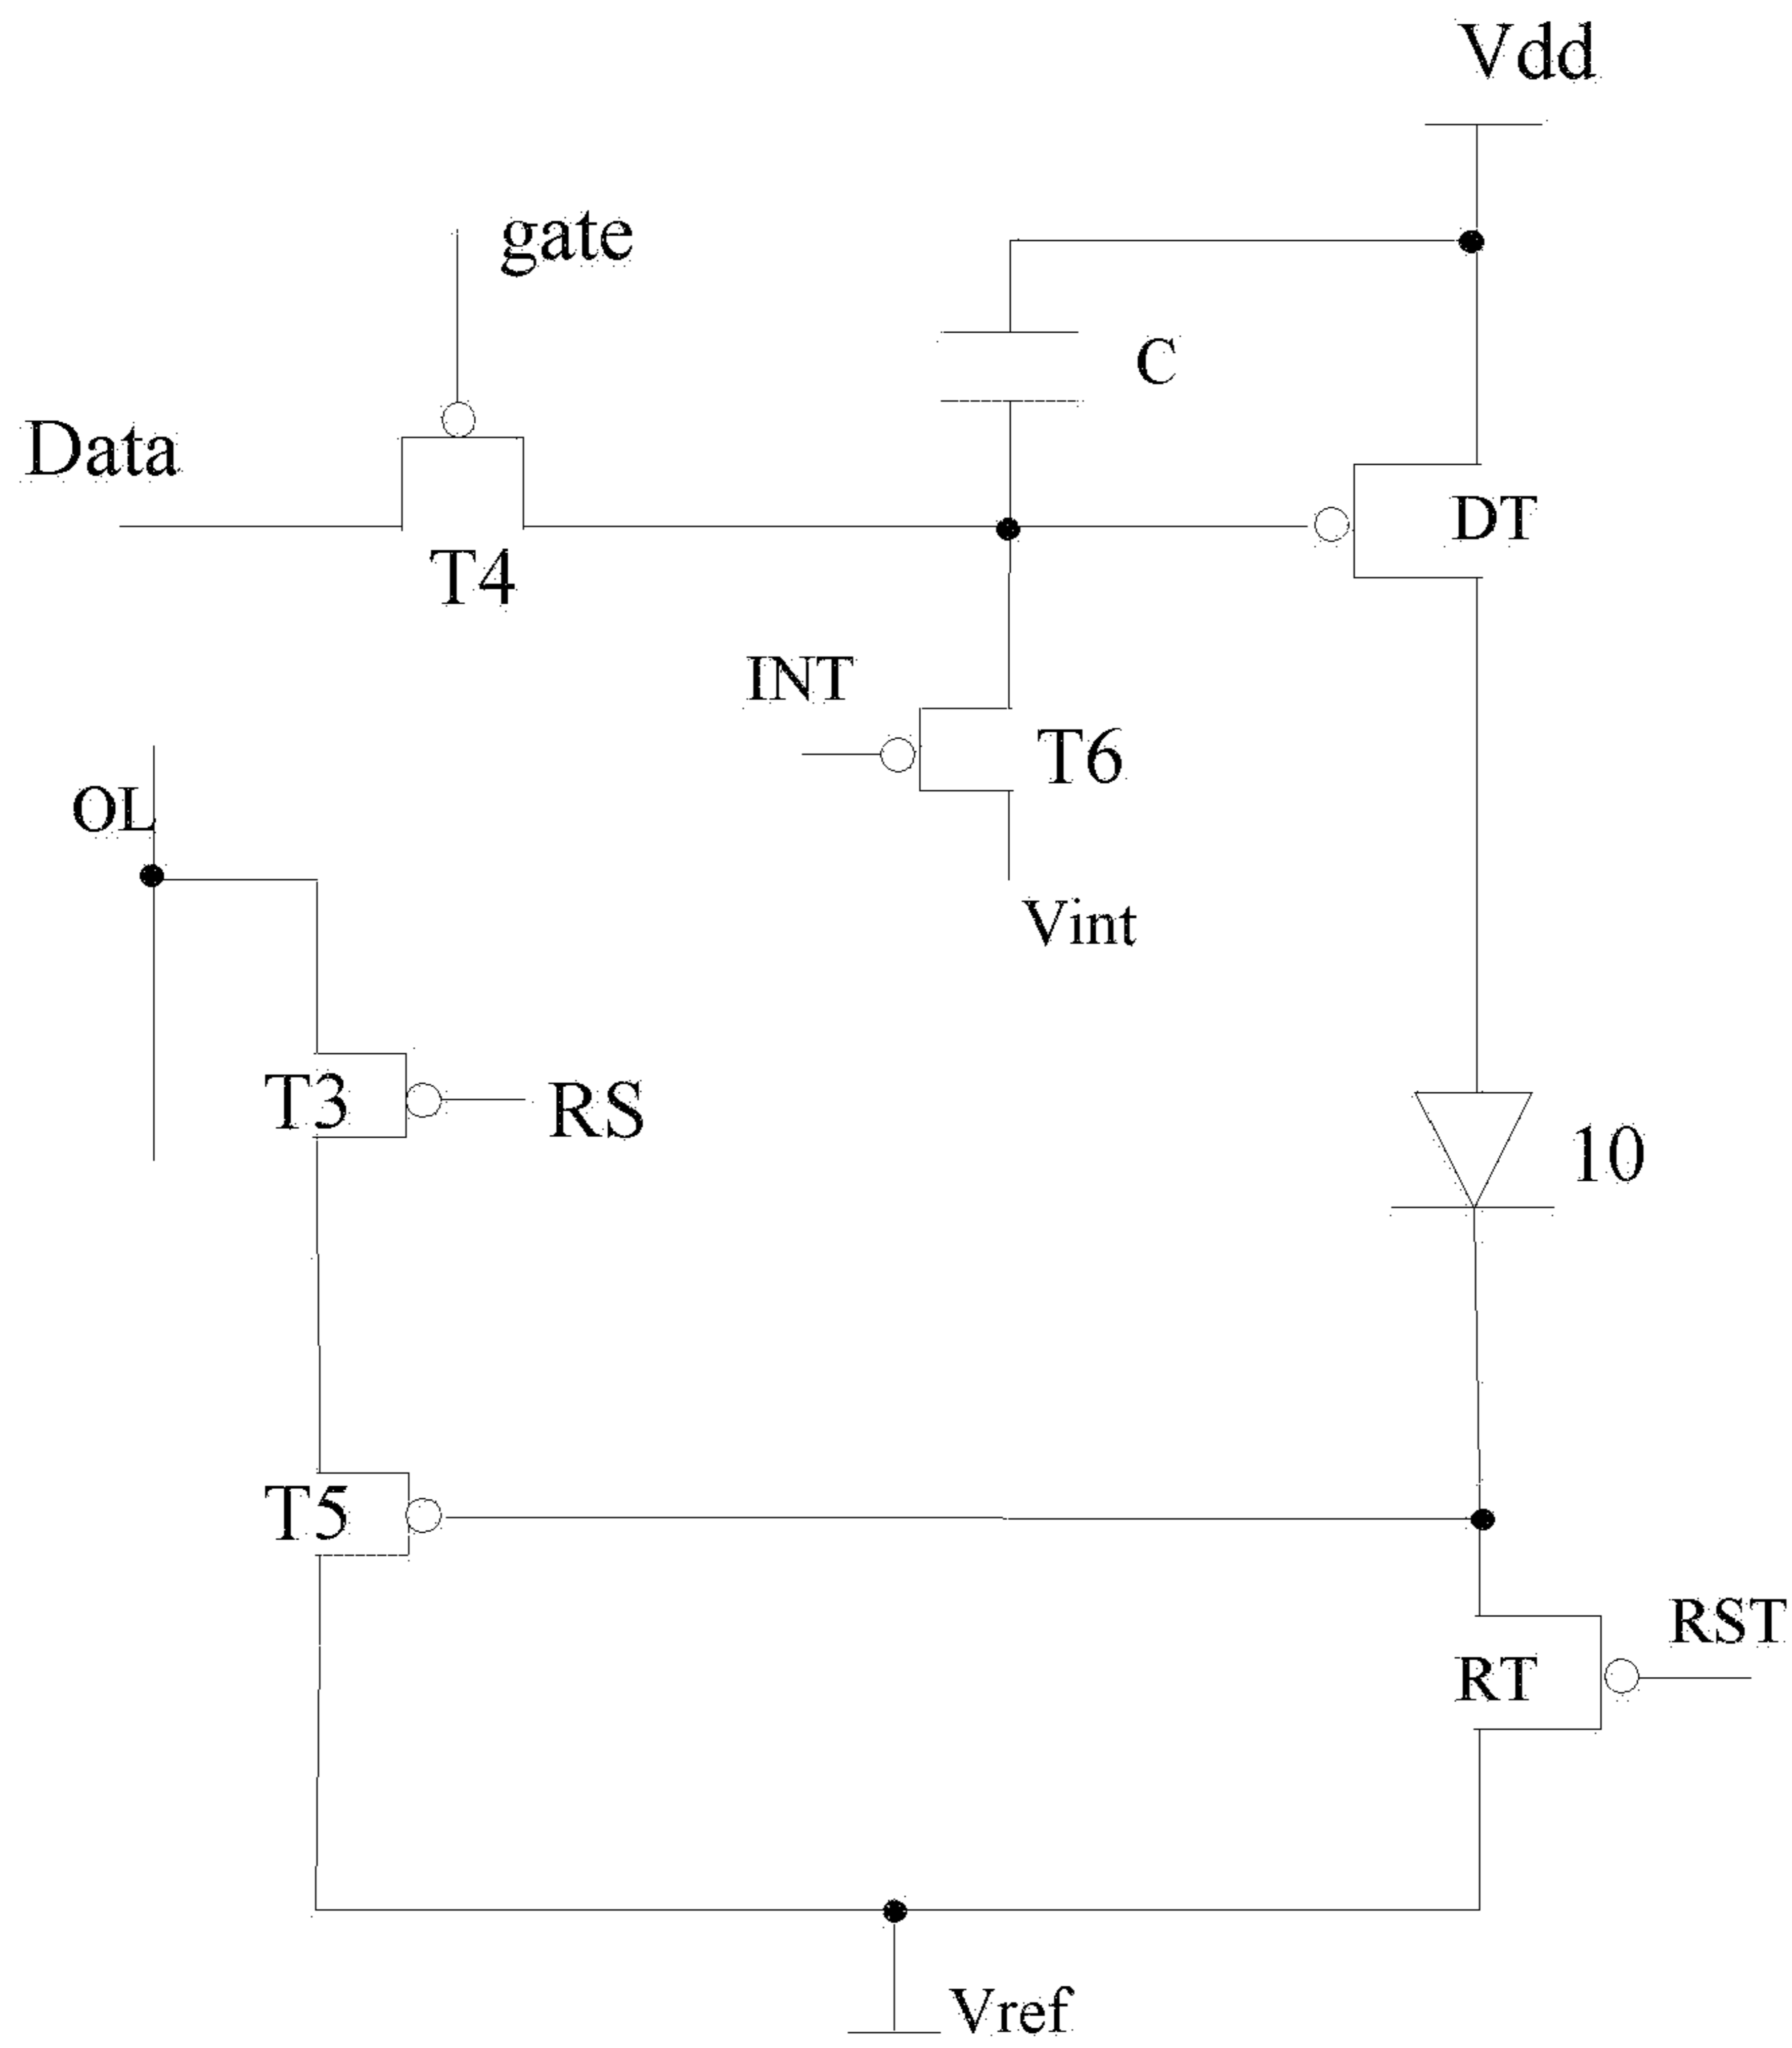 Vdd
gate
C
Data
DT
T4
INT
T6
OL
Vint
T3
RS
10
T5
RST
RT
Vref